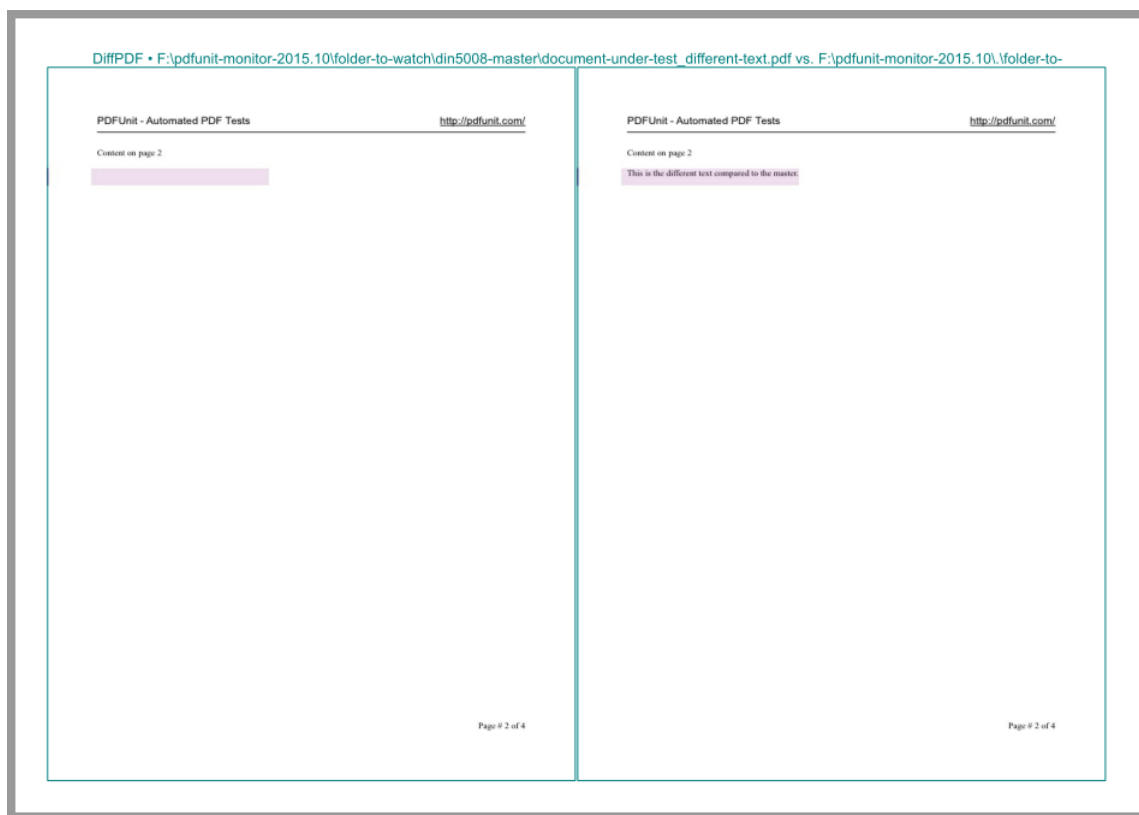 DiffPDF • F:\pdfunit-monitor-2015.10\folder-to-watch\din5008-master\document-under-test_different-text.pdf vs. F:\pdfunit-monitor-2015.10\.\folder-to-
PDFUnit - Automated PDF Tests http://pdfunit.com/
Content on page 2
Page # 2 of 4
PDFUnit - Automated PDF Tests http://pdfunit.com/
Content on page 2
This is the different text compared to the master.
Page # 2 of 4